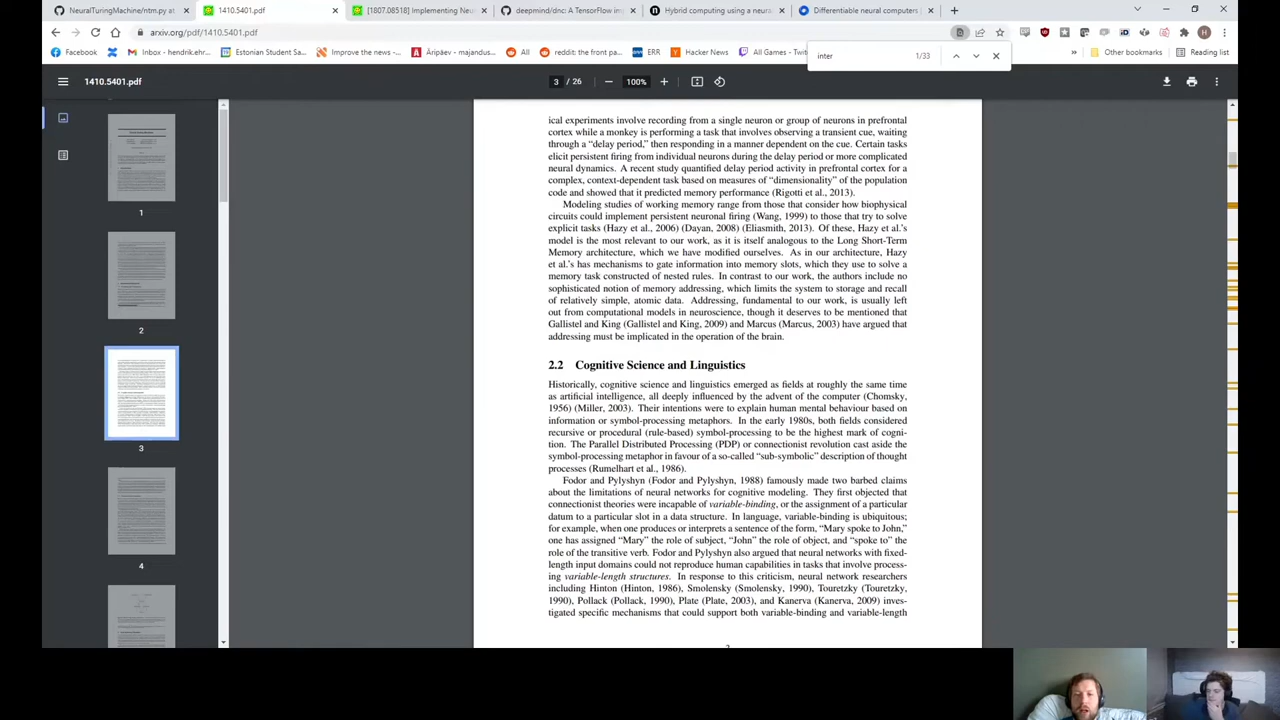 NeuralTuringMachine/ntm.py at
1410.5401.pdf
[1807.08518] Implementing Neu
deepmind/dnc: A TensorFlow im
Hybrid computing using a neura
Differentiable neural computers
arxiv.org/pdf/1410.5401.pdf
Facebook
Inbox - hendrik.ehr...
Estonian Student Sa...
Improve the news -...
Äripäev - majandus...
All
reddit: the front pa...
ERR
Hacker News
All Games - Twit
Other bookmarks
Reading list
inter
1/33
1410.5401.pdf
3 / 26
100%
ical experiments involve recording from a single neuron or group of neurons in prefrontal
cortex while a monkey is performing a task that involves observing a transient cue, waiting
through a “delay period,” then responding in a manner dependent on the cue. Certain tasks
elicit persistent firing from individual neurons during the delay period or more complicated
neural dynamics. A recent study quantified delay period activity in prefrontal cortex for a
complex, context-dependent task based on measures of “dimensionality” of the population
code and showed that it predicted memory performance (Rigotti et al., 2013).
Modeling studies of working memory range from those that consider how biophysical
circuits could implement persistent neuronal firing (Wang, 1999) to those that try to solve
explicit tasks (Hazy et al., 2006) (Dayan, 2008) (Eliasmith, 2013). Of these, Hazy et al.’s
model is the most relevant to our work, as it is itself analogous to the Long Short-Term
Memory architecture, which we have modified ourselves. As in our architecture, Hazy
et al.’s has mechanisms to gate information into memory slots, which they use to solve a
memory task constructed of nested rules. In contrast to our work, the authors include no
sophisticated notion of memory addressing, which limits the system to storage and recall
of relatively simple, atomic data. Addressing, fundamental to our work, is usually left
out from computational models in neuroscience, though it deserves to be mentioned that
Gallistel and King (Gallistel and King, 2009) and Marcus (Marcus, 2003) have argued that
addressing must be implicated in the operation of the brain.
2.2 Cognitive Science and Linguistics
Historically, cognitive science and linguistics emerged as fields at roughly the same time
as artificial intelligence, all deeply influenced by the advent of the computer (Chomsky,
1956) (Miller, 2003). Their intentions were to explain human mental behaviour based on
information or symbol-processing metaphors. In the early 1980s, both fields considered
recursive or procedural (rule-based) symbol-processing to be the highest mark of cogni-
tion. The Parallel Distributed Processing (PDP) or connectionist revolution cast aside the
symbol-processing metaphor in favour of a so-called “sub-symbolic” description of thought
processes (Rumelhart et al., 1986).
Fodor and Pylyshyn (Fodor and Pylyshyn, 1988) famously made two barbed claims
about the limitations of neural networks for cognitive modeling. They first objected that
connectionist theories were incapable of variable-binding, or the assignment of a particular
datum to a particular slot in a data structure. In language, variable-binding is ubiquitous;
for example, when one produces or interprets a sentence of the form, “Mary spoke to John,”
one has assigned “Mary” the role of subject, “John” the role of object, and “spoke to” the
role of the transitive verb. Fodor and Pylyshyn also argued that neural networks with fixed-
length input domains could not reproduce human capabilities in tasks that involve process-
ing variable-length structures. In response to this criticism, neural network researchers
including Hinton (Hinton, 1986), Smolensky (Smolensky, 1990), Touretzky (Touretzky,
1990), Pollack (Pollack, 1990), Plate (Plate, 2003), and Kanerva (Kanerva, 2009) inves-
tigated specific mechanisms that could support both variable-binding and variable-length
1
2
3
4